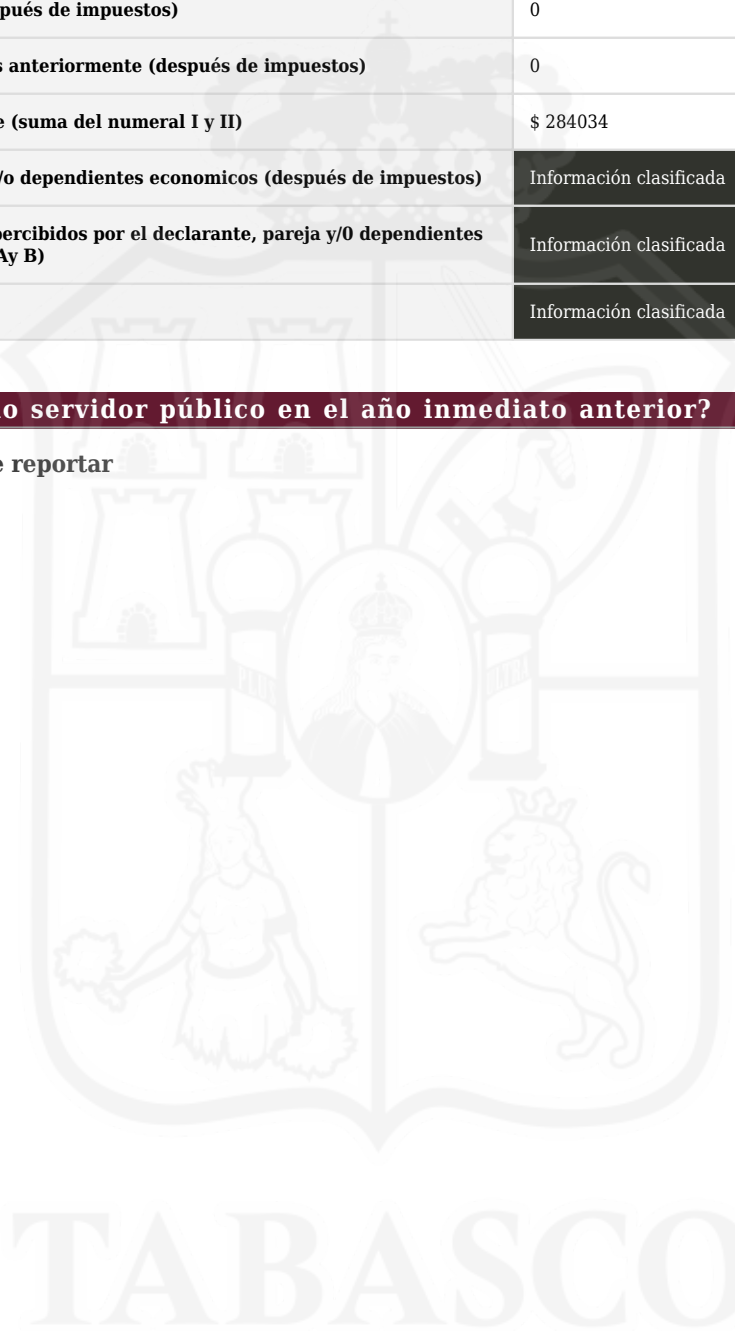 pués de impuestos)
0
s anteriormente (después de impuestos)
0
e (suma del numeral I y II)
$ 284034
/o dependientes economicos (después de impuestos)
Información clasificada
percibidos por el declarante, pareja y/0 dependientes
Ay B)
Información clasificada
Información clasificada
o servidor público en el año inmediato anterior?
e reportar
PLUS
ULTRA
TABASCO